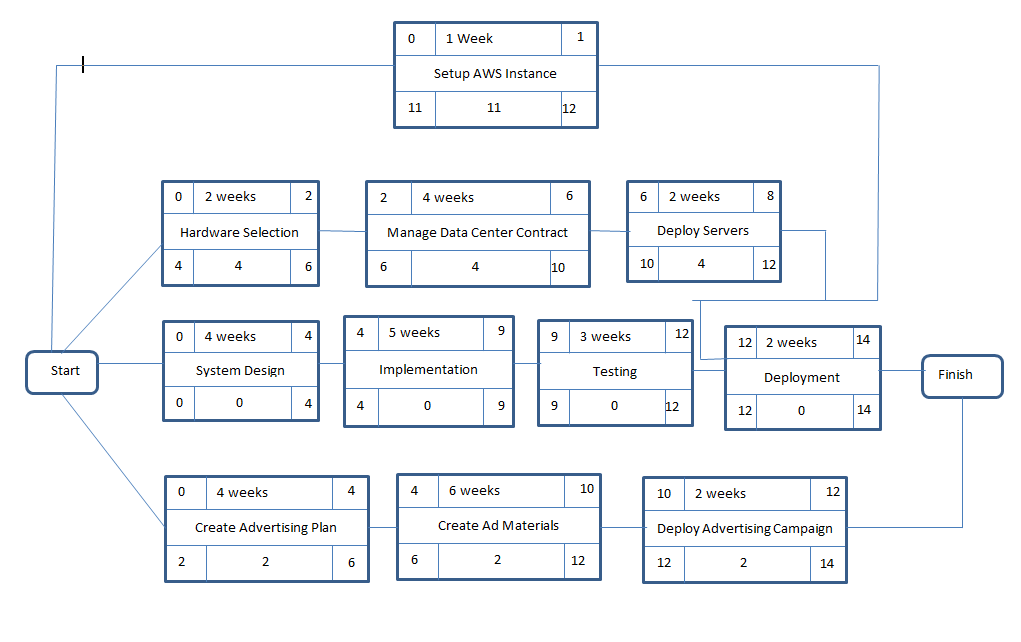 0 1 Week 1
Setup AWS Instance
11 11 12
0 2 weeks 2
Hardware Selection
4 4 6
2 4 weeks 6
Manage Data Center Contract
6 4 10
6 2 weeks 8
Deploy Servers
10 4 12
Start
0 4 weeks 4
System Design
0 0 4
4 5 weeks 9
Implementation
4 0 9
9 3 weeks 12
Testing
9 0 12
12 2 weeks 14
Deployment
12 0 14
Finish
0 4 weeks 4
Create Advertising Plan
2 2 6
4 6 weeks 10
Create Ad Materials
6 2 12
10 2 weeks 12
Deploy Advertising Campaign
12 2 14